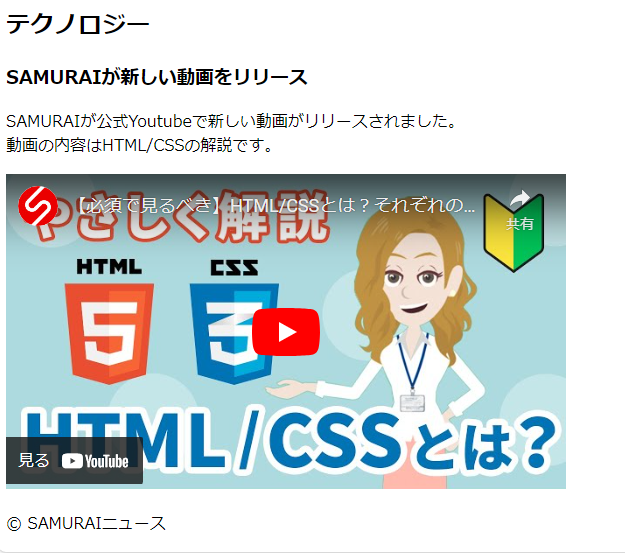 テクノロジー
SAMURAIが新しい動画をリリース
SAMURAIが公式Youtubeで新しい動画がリリースされました。
動画の内容はHTML/CSSの解説です。
【必須で見るべき】HTML/CSSとは？それぞれの...
共有
やさしく解説
HTML CSS
5 3
HTML/CSSとは？
見る YouTube
© SAMURAIニュース